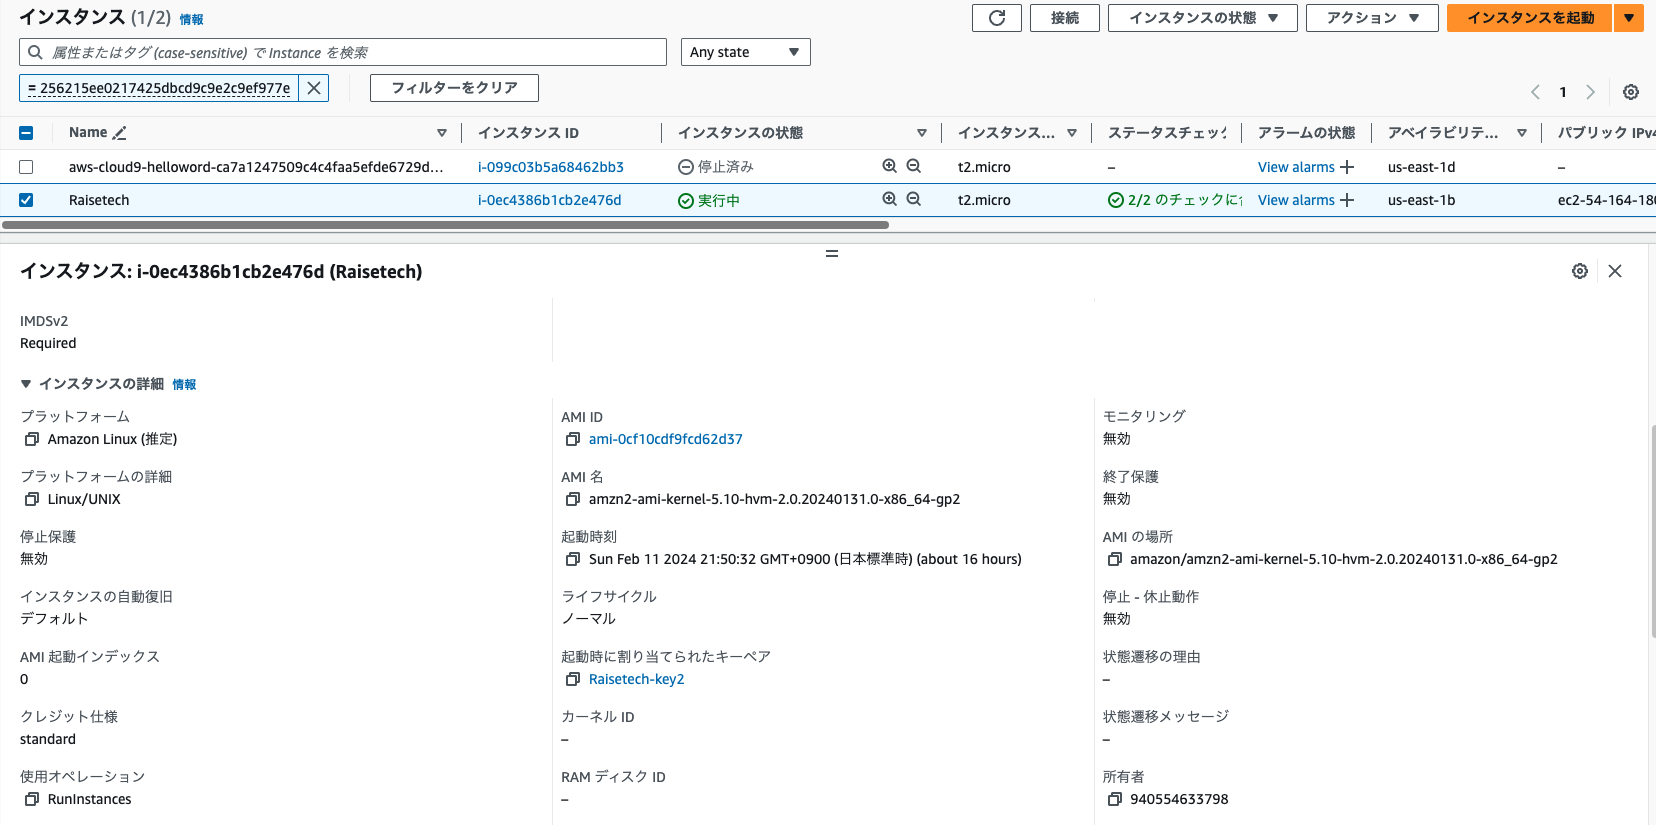 インスタンス (1/2) 情報
接続
インスタンスの状態
アクション
インスタンスを起動
属性またはタグ (case-sensitive) で Instance を検索
Any state
= 256215ee0217425dbcd9c9e2c9ef977e
フィルターをクリア
1
Name インスタンス ID インスタンスの状態 インスタンス... ステータスチェック アラームの状態 アベイラビリテ... パブリック IPv4
aws-cloud9-helloword-ca7a1247509c4c4faa5efde6729d... i-099c03b5a68462bb3 停止済み t2.micro – View alarms + us-east-1d –
Raisetech i-0ec4386b1cb2e476d 実行中 t2.micro 2/2 のチェックに View alarms + us-east-1b ec2-54-164-180
インスタンス: i-0ec4386b1cb2e476d (Raisetech)
IMDSv2
Required
インスタンスの詳細 情報
プラットフォーム
Amazon Linux (推定)
AMI ID
ami-0cf10cdf9fcd62d37
モニタリング
無効
プラットフォームの詳細
Linux/UNIX
AMI 名
amzn2-ami-kernel-5.10-hvm-2.0.20240131.0-x86_64-gp2
終了保護
無効
停止保護
無効
起動時刻
Sun Feb 11 2024 21:50:32 GMT+0900 (日本標準時) (about 16 hours)
AMI の場所
amazon/amzn2-ami-kernel-5.10-hvm-2.0.20240131.0-x86_64-gp2
インスタンスの自動復旧
デフォルト
ライフサイクル
ノーマル
停止 - 休止動作
無効
AMI 起動インデックス
0
起動時に割り当てられたキーペア
Raisetech-key2
状態遷移の理由
–
クレジット仕様
standard
カーネル ID
–
状態遷移メッセージ
–
使用オペレーション
RunInstances
RAM ディスク ID
–
所有者
940554633798